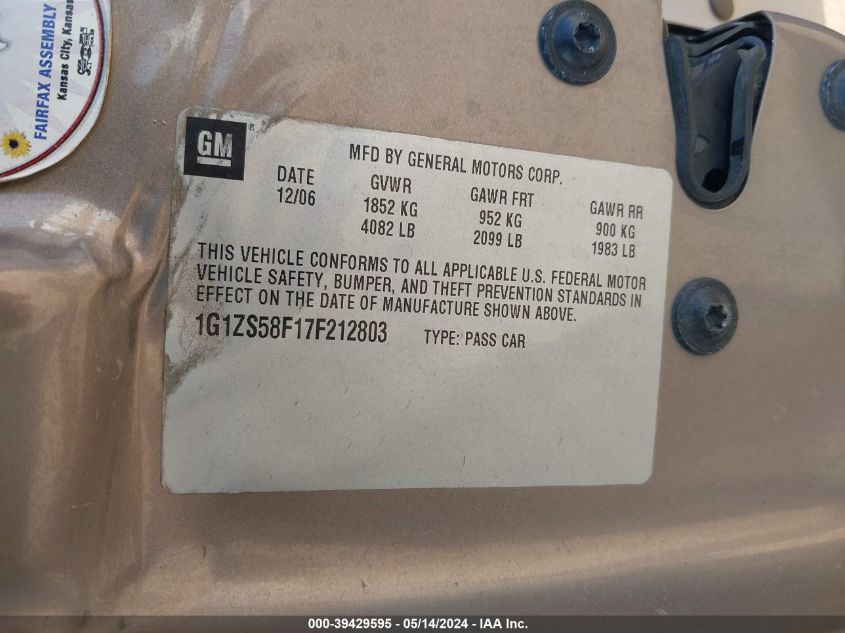 FAIRFAX ASSEMBLY
Kansas City, Kansas
GM
MFD BY GENERAL MOTORS CORP.
DATE GVWR GAWR FRT GAWR RR
12/06 1852 KG 952 KG 900 KG
4082 LB 2099 LB 1983 LB
THIS VEHICLE CONFORMS TO ALL APPLICABLE U.S. FEDERAL MOTOR
VEHICLE SAFETY, BUMPER, AND THEFT PREVENTION STANDARDS IN
EFFECT ON THE DATE OF MANUFACTURE SHOWN ABOVE.
1G1ZS58F17F212803 TYPE: PASS CAR
000-39429595 - 05/14/2024 - IAA Inc.